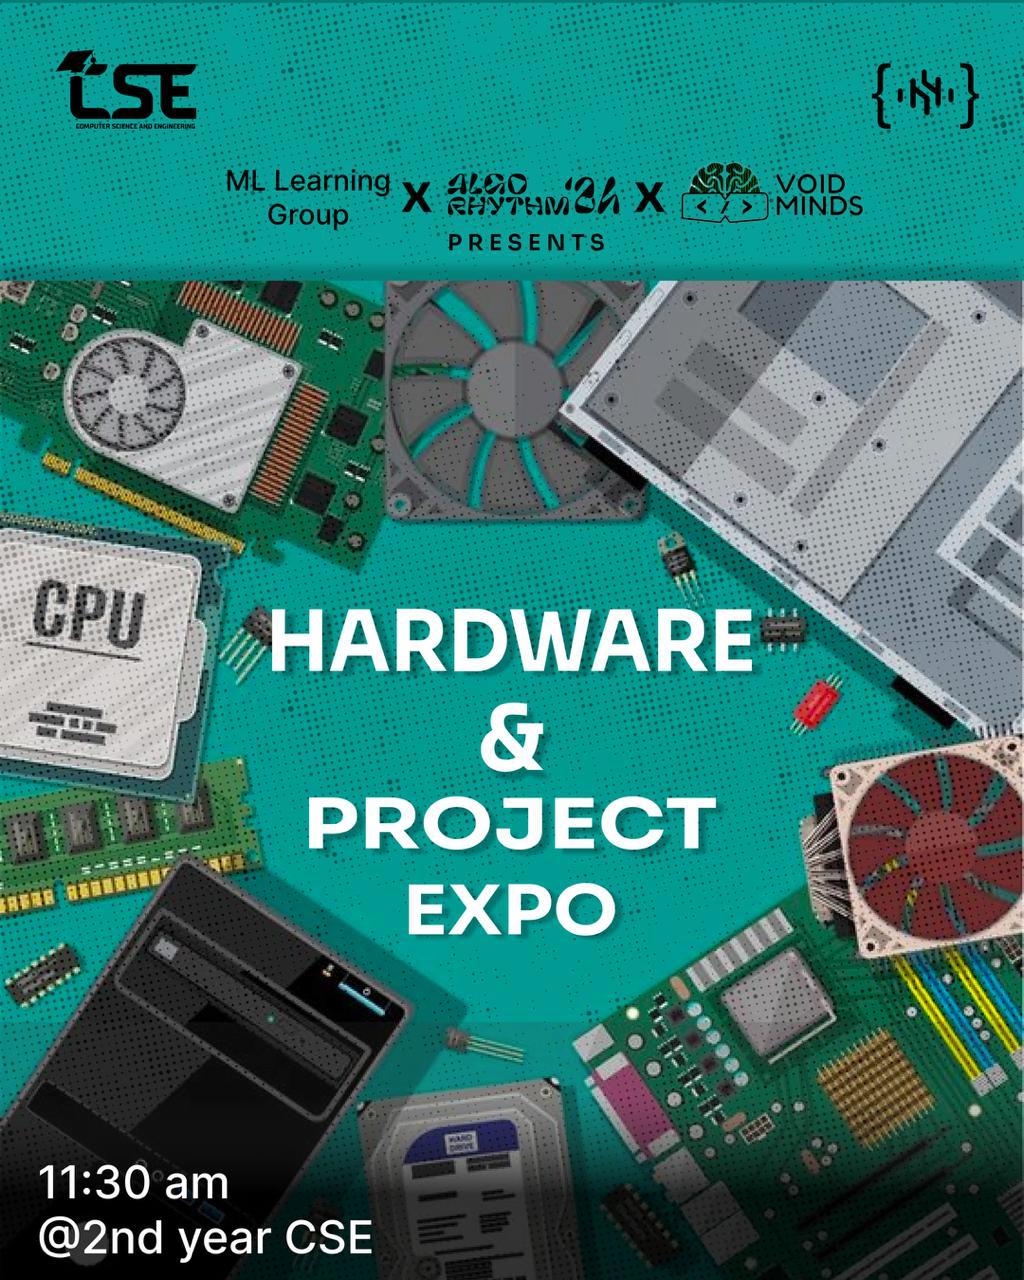 CSE
COMPUTER SCIENCE AND ENGINEERING
ML Learning
Group
X
ALGO
RHYTHM
X
VOID
MINDS
PRESENTS
CPU
HARDWARE
&
PROJECT
EXPO
HARD
DRIVE
11:30 am
@2nd year CSE